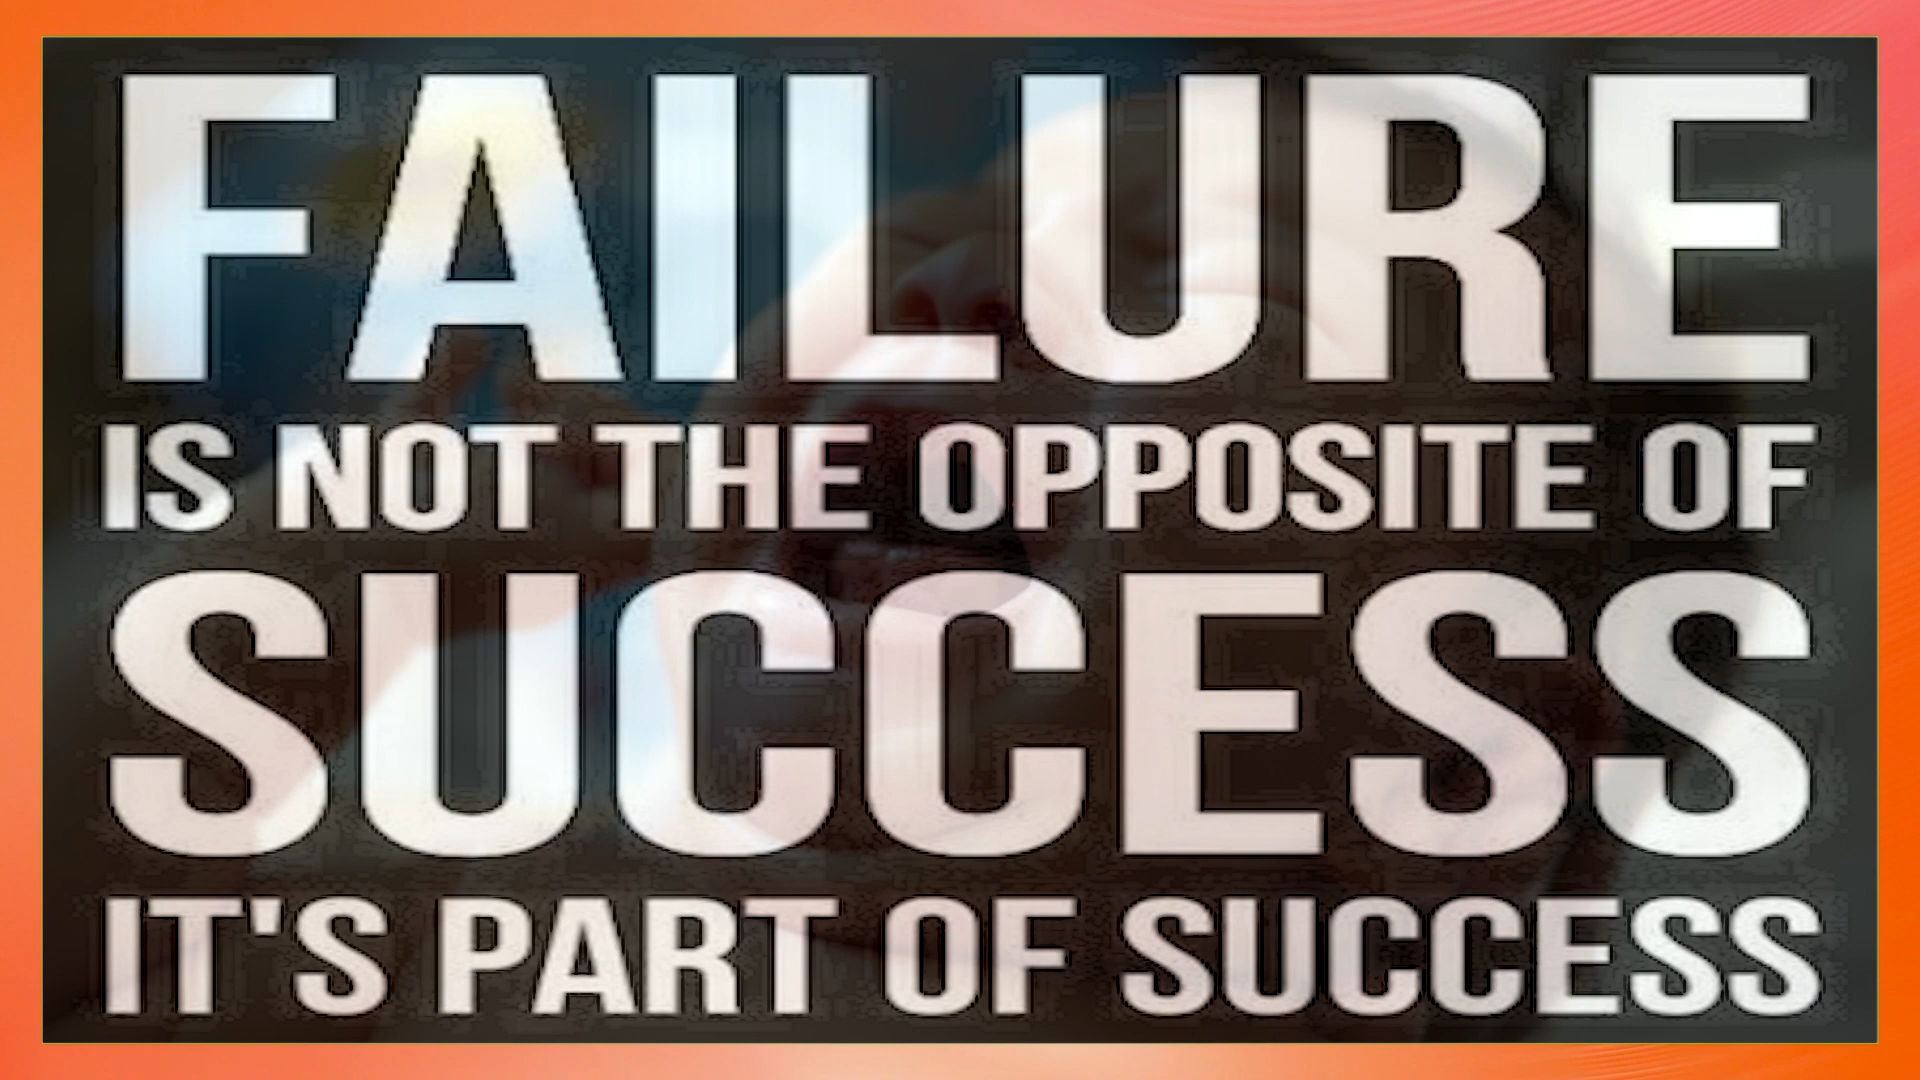 FAILURE
IS NOT THE OPPOSITE OF
SUCCESS
IT'S PART OF SUCCESS